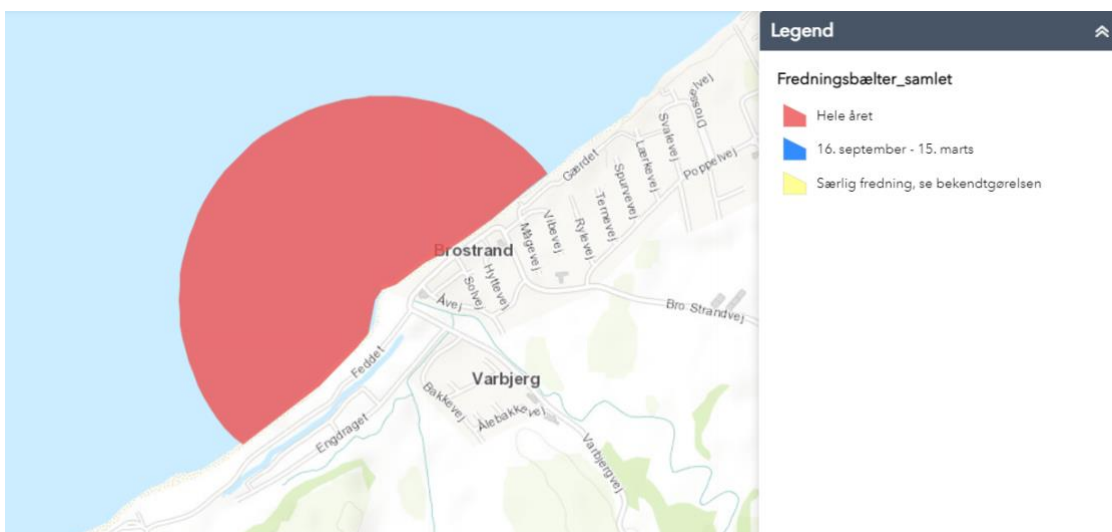 Legend
Fredningsbælter_samlet
Hele året
16. september - 15. marts
Særlig fredning, se bekendtgørelsen
Drosselvej
Svalevej
Lærkevej
Poppelvej
Gærdet
Spurvevej
Ternevej
Rylevej
Vibevej
Mågevej
Brostrand
Hyttevej
Solvej
Åvej
Bro Strandvej
Feddet
Varbjerg
Bakkevej
Ålebakkevej
Engdraget
Varbjergvej